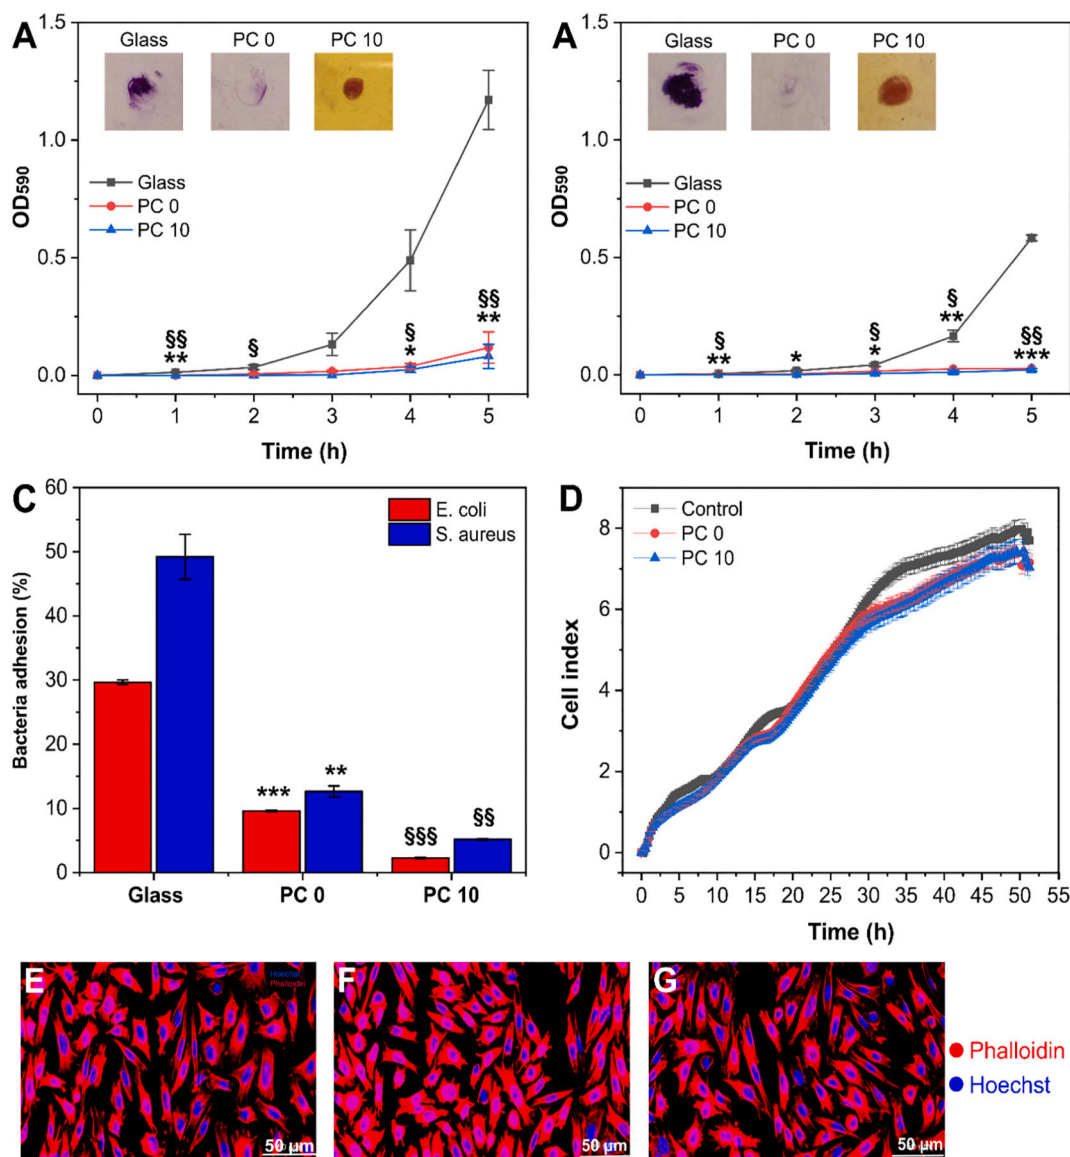 A
Glass PC 0 PC 10
1.5
1.0
0.5
0.0
OD590
Glass
PC 0
PC 10
§§
**
§
§
*
§§
**
0 1 2 3 4 5
Time (h)
A
Glass PC 0 PC 10
1.5
1.0
0.5
0.0
OD590
Glass
PC 0
PC 10
§
**
*
§
*
§
**
§§
***
0 1 2 3 4 5
Time (h)
C
60
50
40
30
20
10
0
Bacteria adhesion (%)
E. coli
S. aureus
***
**
§§§
§§
Glass PC 0 PC 10
D
8
6
4
2
0
Cell index
Control
PC 0
PC 10
0 5 10 15 20 25 30 35 40 45 50 55
Time (h)
E
Hoechst
Phalloidin
50 µm
F
50 µm
G
50 µm
Phalloidin
Hoechst